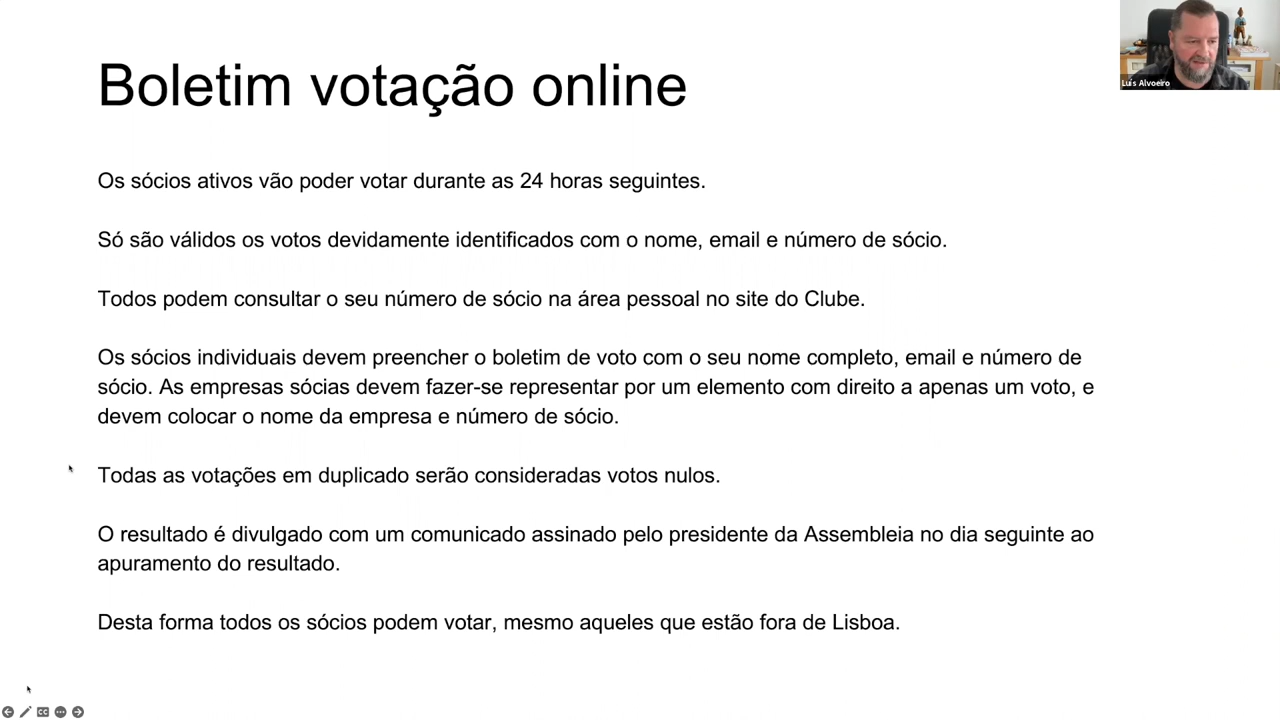 Boletim votação online
Luis Alvoeiro
Os sócios ativos vão poder votar durante as 24 horas seguintes.
Só são válidos os votos devidamente identificados com o nome, email e número de sócio.
Todos podem consultar o seu número de sócio na área pessoal no site do Clube.
Os sócios individuais devem preencher o boletim de voto com o seu nome completo, email e número de
sócio. As empresas sócias devem fazer-se representar por um elemento com direito a apenas um voto, e
devem colocar o nome da empresa e número de sócio.
Todas as votações em duplicado serão consideradas votos nulos.
O resultado é divulgado com um comunicado assinado pelo presidente da Assembleia no dia seguinte ao
apuramento do resultado.
Desta forma todos os sócios podem votar, mesmo aqueles que estão fora de Lisboa.
CC